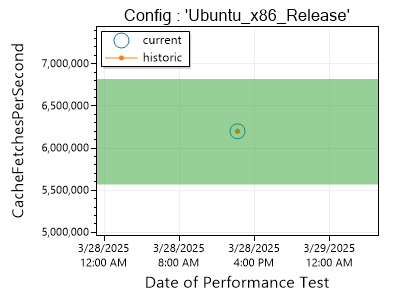 Config : 'Ubuntu_x86_Release'
current
historic
CacheFetchesPerSecond
7,000,000
6,500,000
6,000,000
5,500,000
5,000,000
3/28/2025 3/28/2025 3/28/2025 3/29/2025
12:00 AM 8:00 AM 4:00 PM 12:00 AM
Date of Performance Test